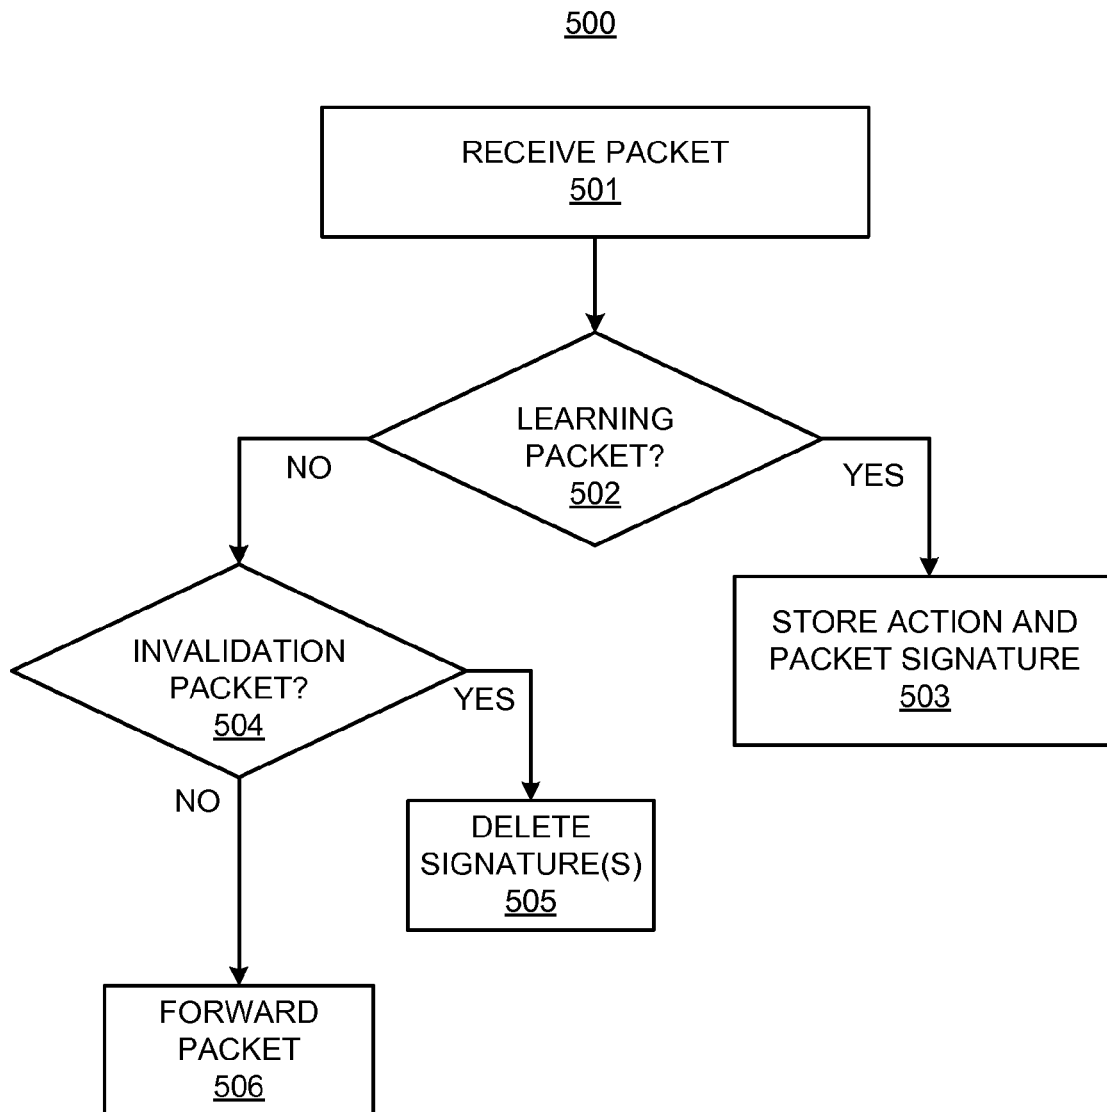 500
RECEIVE PACKET
501
LEARNING
PACKET?
502
NO
YES
STORE ACTION AND
PACKET SIGNATURE
503
INVALIDATION
PACKET?
504
YES
NO
DELETE
SIGNATURE(S)
505
FORWARD
PACKET
506